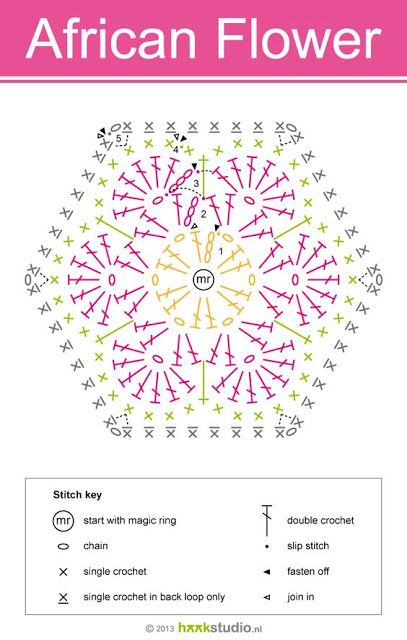 African Flower
5
4
3
2
1
mr
Stitch key
mr start with magic ring
double crochet
chain
slip stitch
single crochet
fasten off
single crochet in back loop only
join in
© 2013 haakstudio.nl